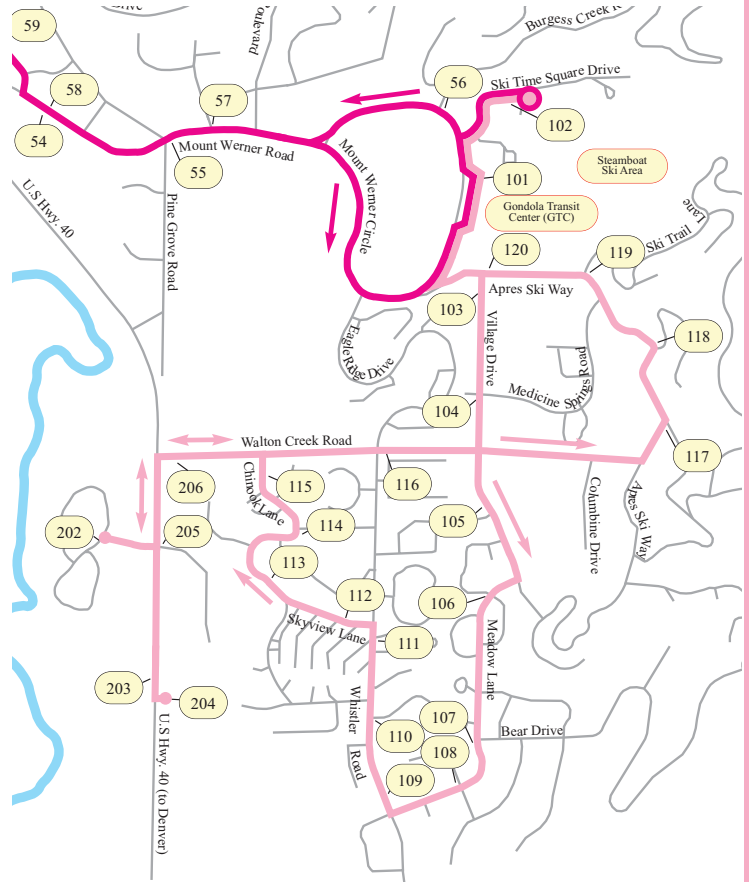 59
Drive
Boulevard
Burgess Creek R
58
57
56
Ski Time Square Drive
54
55
Mount Werner Road
102
Steamboat
Ski Area
101
Gondola Transit
Center (GTC)
U.S Hwy. 40
Pine Grove Road
Mount Werner Circle
120
119
Ski Trail
Lane
Apres Ski Way
103
118
Eagle Ridge Drive
Village Drive
Medicine Springs Road
104
Walton Creek Road
117
206
Chinook Lane
115
116
Columbine Drive
Apres Ski Way
202
205
114
105
113
112
106
Skyview Lane
111
Meadow Lane
203
204
Whistler
Road
107
110
108
Bear Drive
109
U.S Hwy. 40 (to Denver)